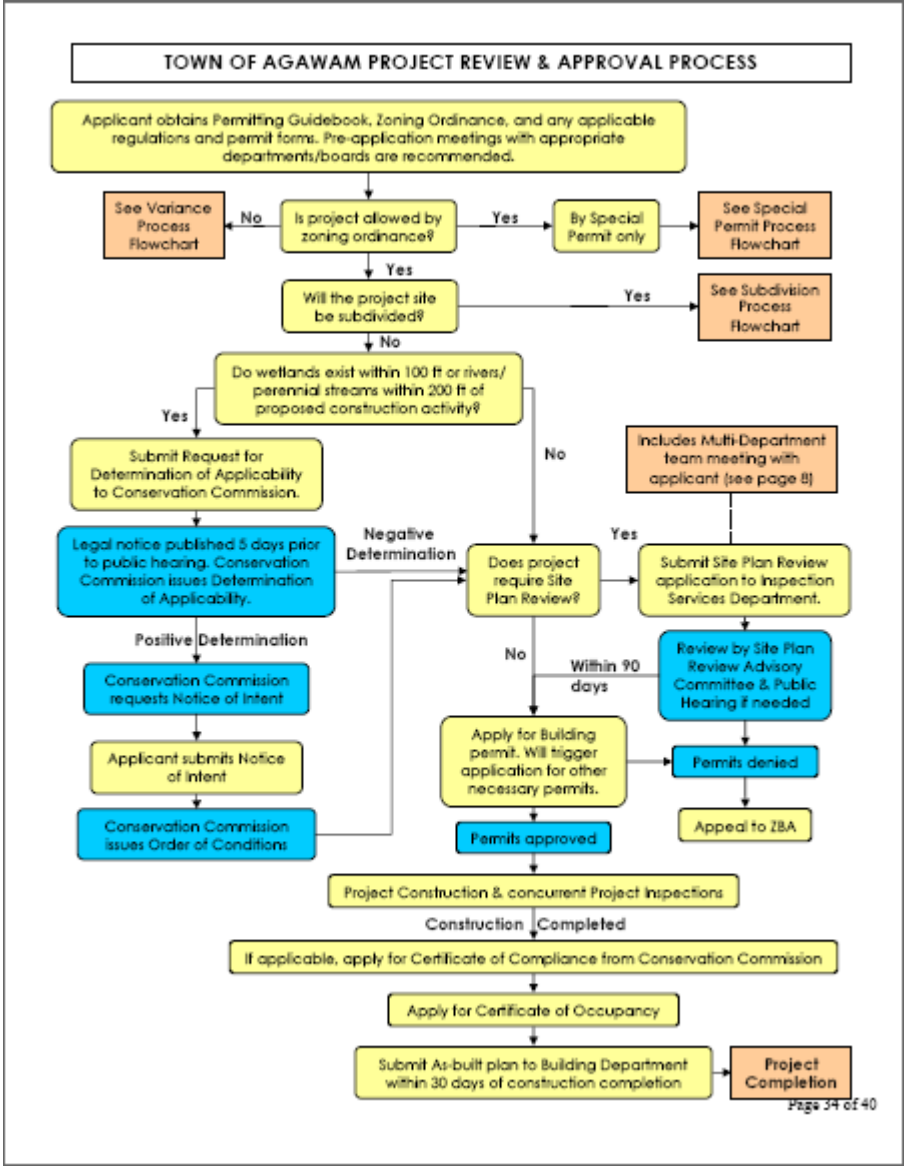 TOWN OF AGAWAM PROJECT REVIEW & APPROVAL PROCESS
Applicant obtains Permitting Guidebook, Zoning Ordinance, and any applicable
regulations and permit forms. Pre-application meetings with appropriate
departments/boards are recommended.
See Variance
Process
Flowchart
No
Is project allowed by
zoning ordinance?
Yes
By Special
Permit only
See Special
Permit Process
Flowchart
Yes
Will the project site
be subdivided?
Yes
See Subdivision
Process
Flowchart
No
Do wetlands exist within 100 ft or rivers/
perennial streams within 200 ft of
proposed construction activity?
Yes
No
Includes Multi-Department
team meeting with
applicant (see page 8)
Submit Request for
Determination of Applicability
to Conservation Commission.
Legal notice published 5 days prior
to public hearing. Conservation
Commission issues Determination
of Applicability.
Negative
Determination
Does project
require Site
Plan Review?
Yes
Submit Site Plan Review
application to Inspection
Services Department.
Positive Determination
No
Within 90
days
Review by Site Plan
Review Advisory
Committee & Public
Hearing if needed
Conservation Commission
requests Notice of Intent
Applicant submits Notice
of Intent
Conservation Commission
issues Order of Conditions
Apply for Building
permit. Will trigger
application for other
necessary permits.
Permits denied
Appeal to ZBA
Permits approved
Project Construction & concurrent Project Inspections
Construction Completed
If applicable, apply for Certificate of Compliance from Conservation Commission
Apply for Certificate of Occupancy
Submit As-built plan to Building Department
within 30 days of construction completion
Project
Completion
Page 34 of 40